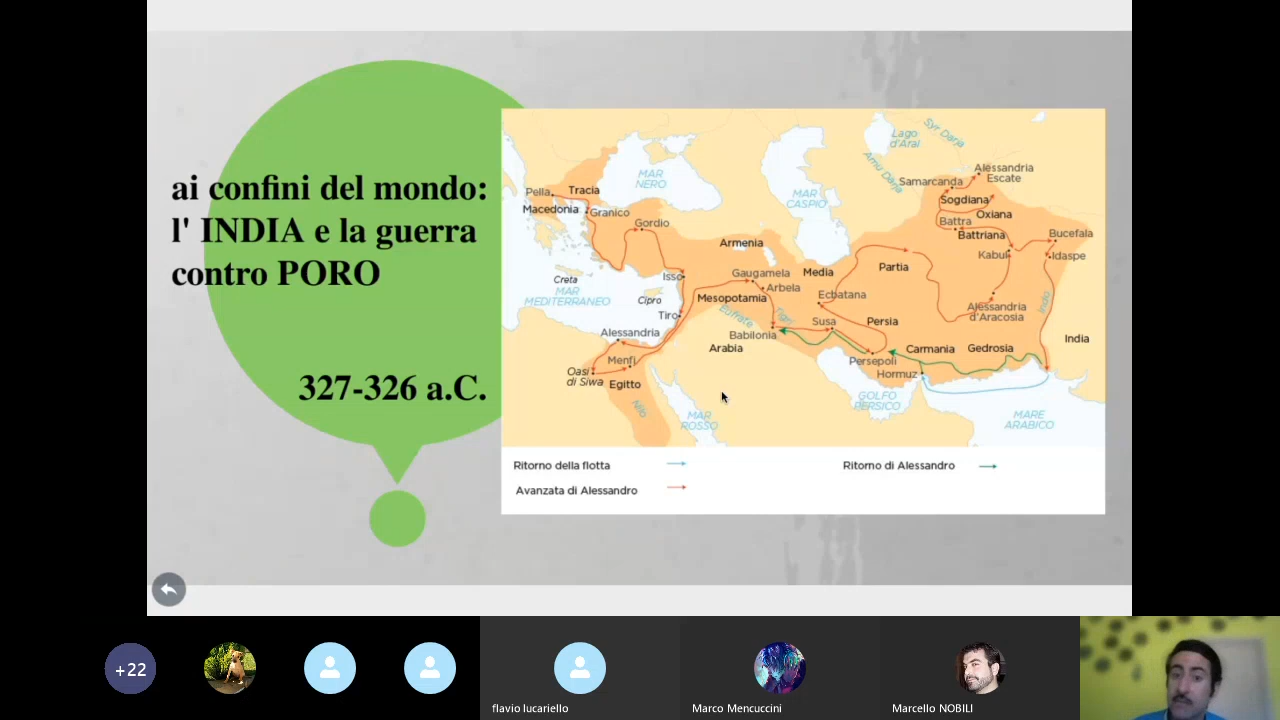 ai confini del mondo:
l' INDIA e la guerra
contro PORO
327-326 a.C.
Lago
d'Aral
Syr Darja
Amu Darja
MAR
NERO
MAR
CASPIO
Alessandria
Escate
Samarcanda
Sogdiana
Oxiana
Battra
Battriana
Bucefala
Kabul
Idaspe
Pella
Tracia
Macedonia
Granico
Gordio
Armenia
Isso
Gaugamela
Arbela
Media
Partia
Creta
MAR
MEDITERRANEO
Cipro
Mesopotamia
Ecbatana
Alessandria
d'Aracosia
Indo
Tiro
Eufrate
Tigri
Alessandria
Babilonia
Susa
Persia
Arabia
India
Menfi
Persepoli
Carmania
Gedrosia
Oasi
di Siwa
Egitto
Hormuz
Nilo
MAR
ROSSO
GOLFO
PERSICO
MARE
ARABICO
Ritorno della flotta
Ritorno di Alessandro
Avanzata di Alessandro
+22
flavio lucariello
Marco Mencuccini
Marcello NOBILI